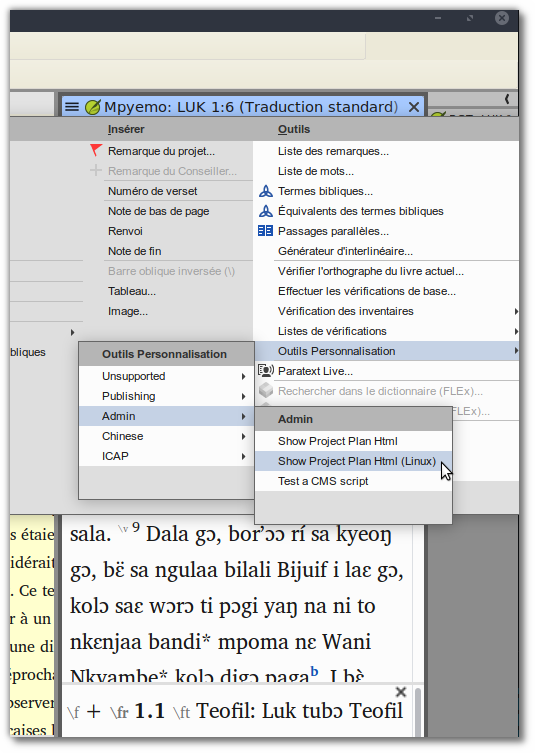 Mpyemo: LUK 1:6 (Traduction standard)
Insérer
Remarque du projet...
Remarque du Conseiller...
Numéro de verset
Note de bas de page
Renvoi
Note de fin
Barre oblique inversée (\)
Tableau...
Image...
Outils
Liste des remarques...
Liste de mots...
Termes bibliques...
Équivalents des termes bibliques
Passages parallèles...
Générateur d'interlinéaire...
Vérifier l'orthographe du livre actuel...
Effectuer les vérifications de base...
Vérification des inventaires
Listes de vérifications
Outils Personnalisation
Paratext Live...
Rechercher dans le dictionnaire (FLEx)...
FLEx)...
bliques
Outils Personnalisation
Unsupported
Publishing
Admin
Chinese
ICAP
Admin
Show Project Plan Html
Show Project Plan Html (Linux)
Test a CMS script
s étaie
idérait
. Ce te
r à un
une di
éprocha
observer
caises
sala. \v 9 Dala gɔ, bor’ɔɔ rí sa kyeoŋ
gɔ, bɛ̈ sa ngulaa bilali Bijuif i laɛ gɔ,
kolɔ saɛ wɔrɔ ti pɔgi yaŋ na ni to
nkɛnjaa bandi* mpoma nɛ Wani
Nkyambe* kolɔ digɔ pagab. I bɛ̀
\f + \fr 1.1 \ft Teofil: Luk tubɔ Teofil